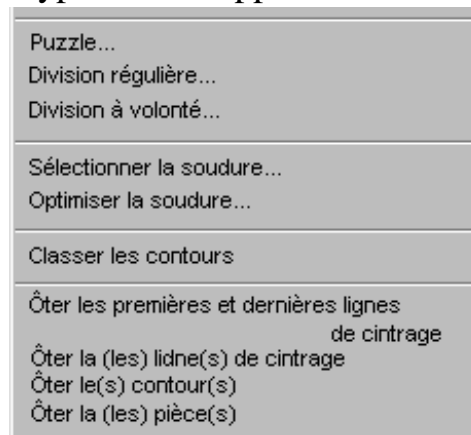 Puzzle...
Division régulière...
Division à volonté...
Sélectionner la soudure...
Optimiser la soudure...
Classer les contours
Ôter les premières et dernières lignes
de cintrage
Ôter la (les) lidne(s) de cintrage
Ôter le(s) contour(s)
Ôter la (les) pièce(s)